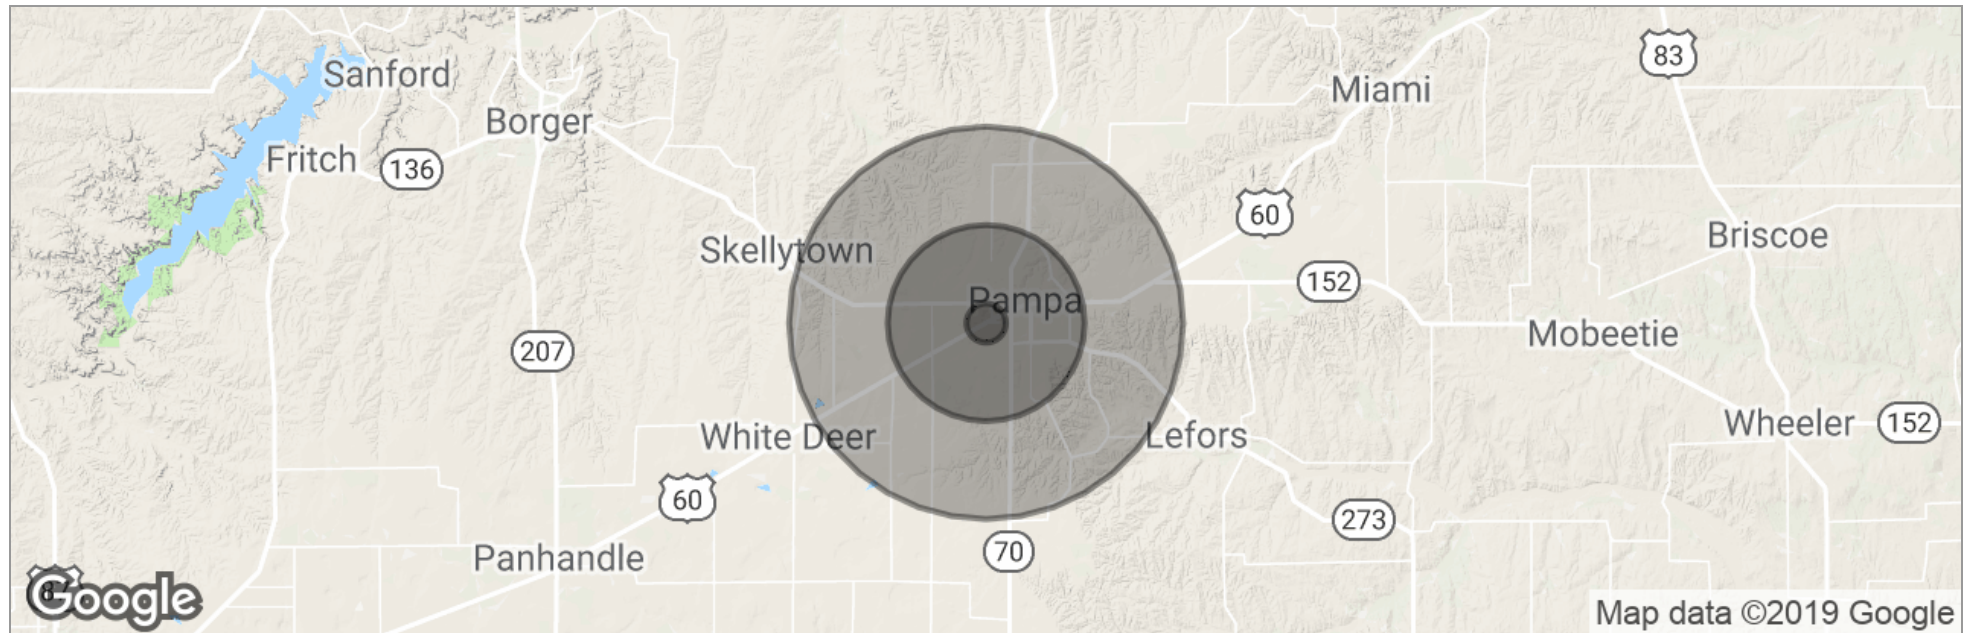 83
Sanford
Miami
Borger
Fritch
136
60
Briscoe
Skellytown
152
Pampa
Mobeetie
207
Wheeler
152
White Deer
Lefors
60
273
70
Panhandle
87
Google
Map data ©2019 Google